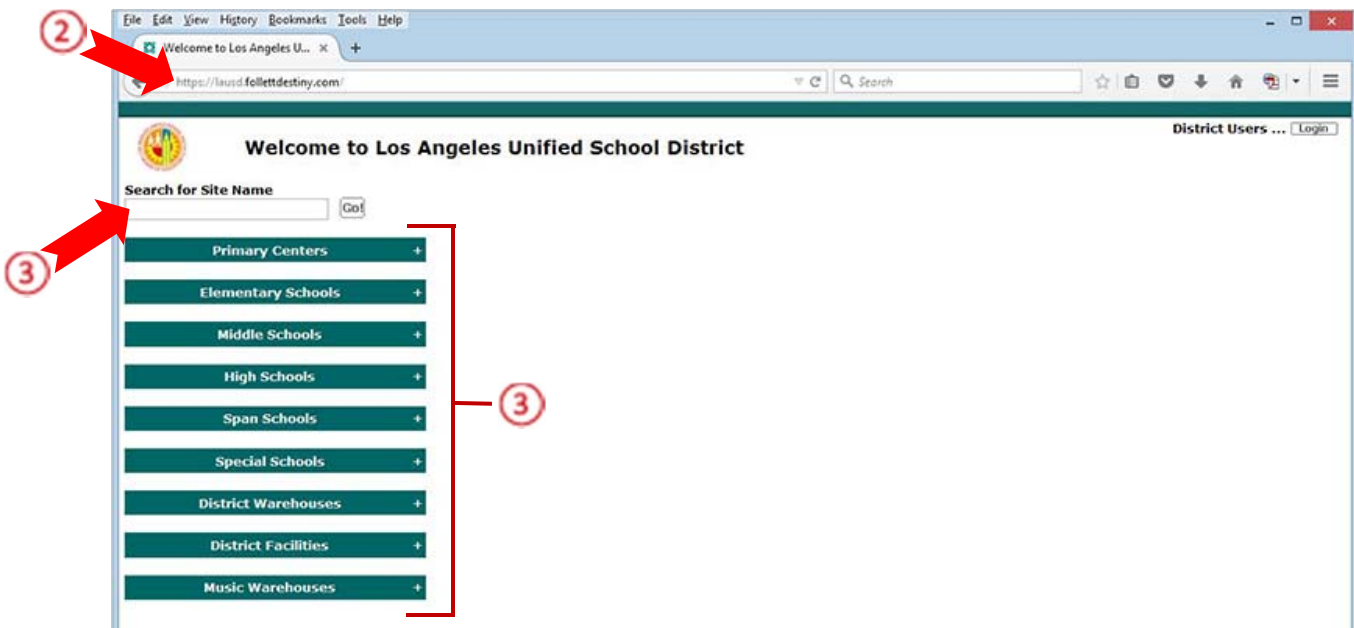 File Edit View History Bookmarks Tools Help
2
Welcome to Los Angeles U... × +
https://lausd.follettdestiny.com/
Search
District Users ... Login
Welcome to Los Angeles Unified School District
Search for Site Name
Go!
3
Primary Centers +
Elementary Schools +
Middle Schools +
High Schools +
3
Span Schools +
Special Schools +
District Warehouses +
District Facilities +
Music Warehouses +